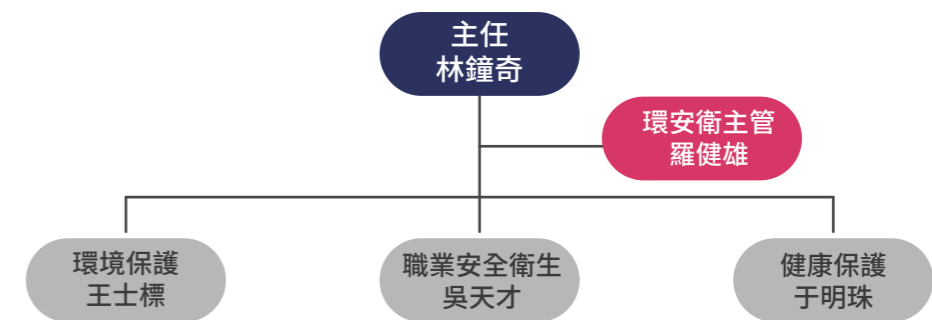 主任
林鐘奇
環安衛主管
羅健雄
環境保護
王士標
職業安全衛生
吳天才
健康保護
于明珠